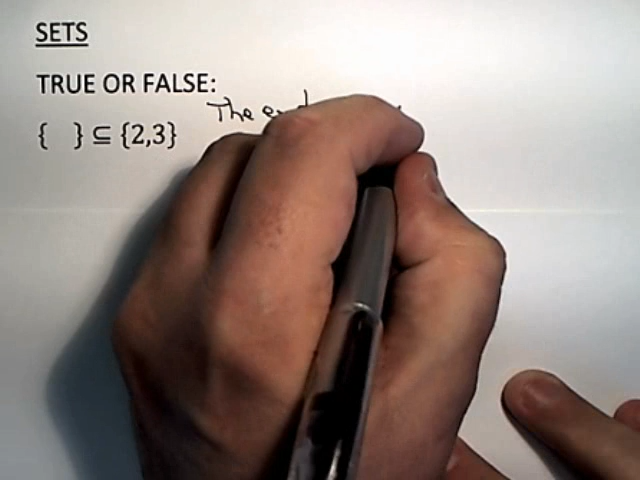 SETS
TRUE OR FALSE:
The
{ } ⊆ {2,3}